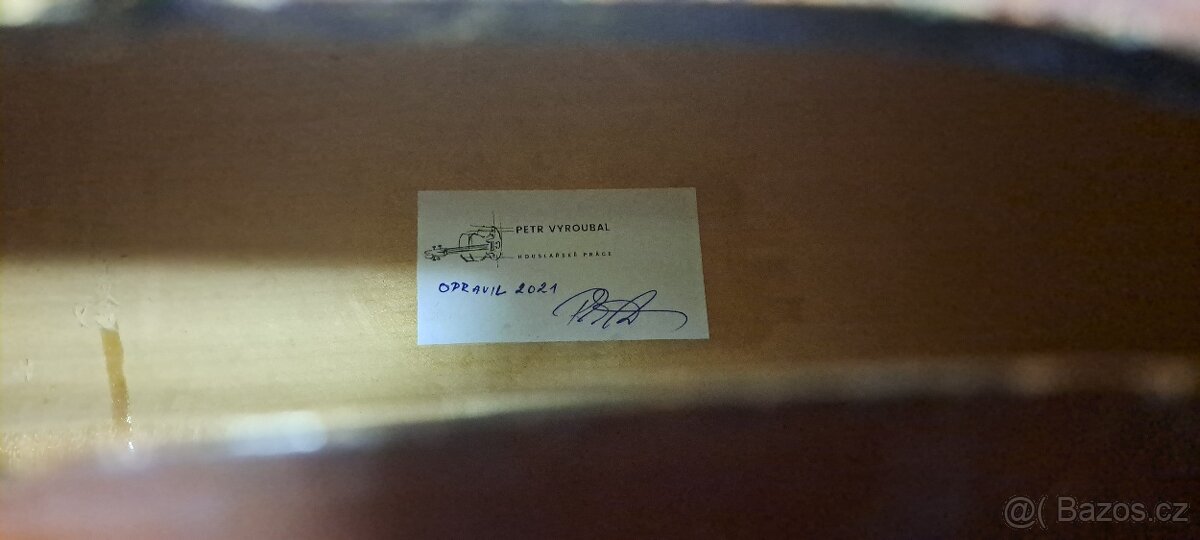 PETR VYROUBAL
HOUSLAŘSKÉ PRÁCE
OPRAVIL 2021
@( Bazos.cz